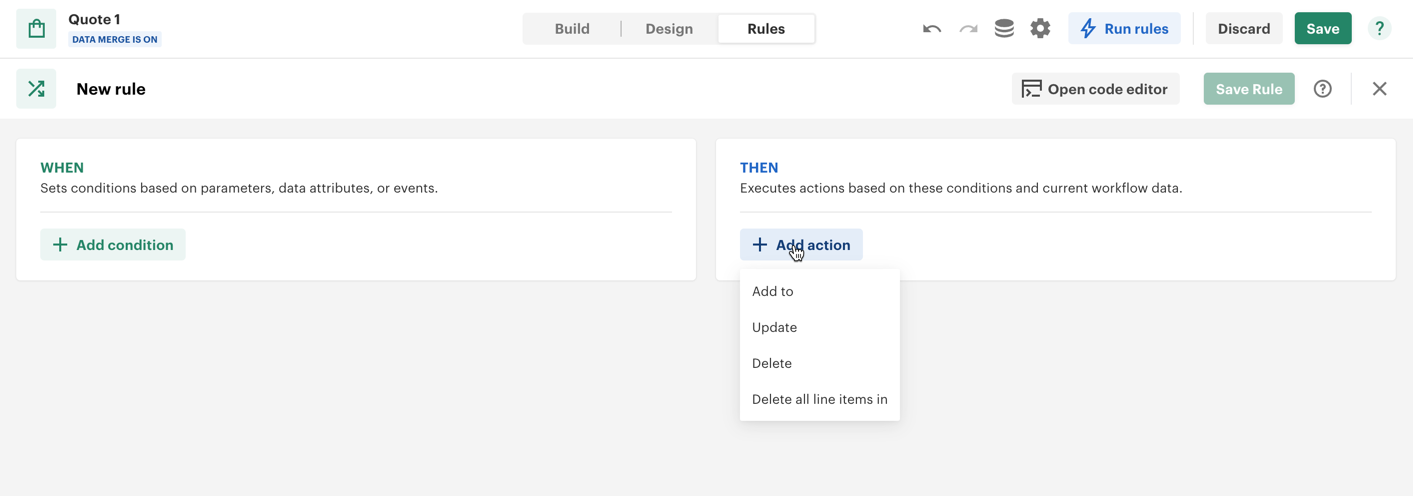 Quote 1
DATA MERGE IS ON
Build
Design
Rules
Run rules
Discard
Save
?
New rule
Open code editor
Save Rule
?
WHEN
Sets conditions based on parameters, data attributes, or events.
+ Add condition
THEN
Executes actions based on these conditions and current workflow data.
+ Add action
Add to
Update
Delete
Delete all line items in